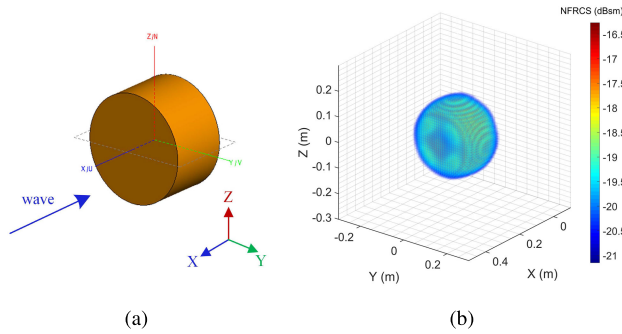 NFRCS (dBsm)
Z/N
X/U
Y/V
wave
Z
X
Y
-16.5
-17
-17.5
-18
-18.5
-19
-19.5
-20
-20.5
-21
Z (m)
0.2
0.1
0
-0.1
-0.2
-0.3
-0.2
0
0.2
Y (m)
0.4
0.2
0
X (m)
(a)
(b)